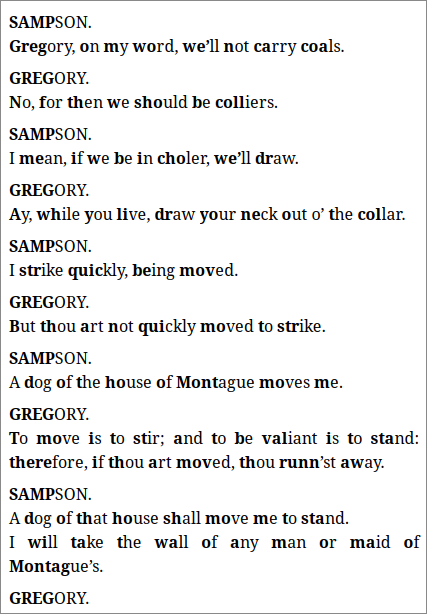 SAMPSON.
Gregory, on my word, we’ll not carry coals.
GREGORY.
No, for then we should be colliers.
SAMPSON.
I mean, if we be in choler, we’ll draw.
GREGORY.
Ay, while you live, draw your neck out o’ the collar.
SAMPSON.
I strike quickly, being moved.
GREGORY.
But thou art not quickly moved to strike.
SAMPSON.
A dog of the house of Montague moves me.
GREGORY.
To move is to stir; and to be valiant is to stand:
therefore, if thou art moved, thou runn’st away.
SAMPSON.
A dog of that house shall move me to stand.
I will take the wall of any man or maid of
Montague’s.
GREGORY.